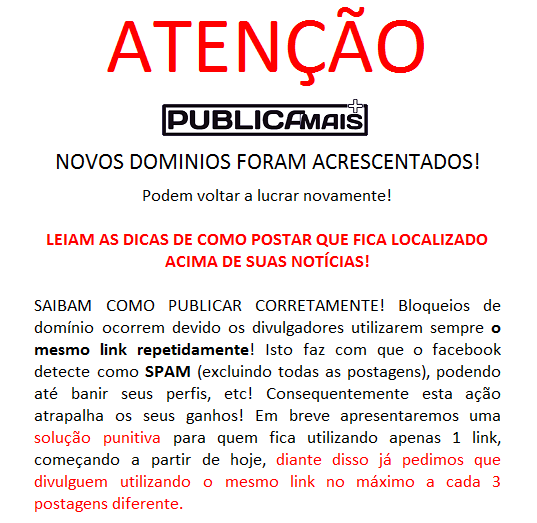 ATENÇÃO
PUBLICAMAIS+
NOVOS DOMINIOS FORAM ACRESCENTADOS!
Podem voltar a lucrar novamente!
LEIAM AS DICAS DE COMO POSTAR QUE FICA LOCALIZADO
ACIMA DE SUAS NOTÍCIAS!
SAIBAM COMO PUBLICAR CORRETAMENTE! Bloqueios de
domínio ocorrem devido os divulgadores utilizarem sempre o
mesmo link repetidamente! Isto faz com que o facebook
detecte como SPAM (excluindo todas as postagens), podendo
até banir seus perfis, etc! Consequentemente esta ação
atrapalha os seus ganhos! Em breve apresentaremos uma
solução punitiva para quem fica utilizando apenas 1 link,
começando a partir de hoje, diante disso já pedimos que
divulguem utilizando o mesmo link no máximo a cada 3
postagens diferente.